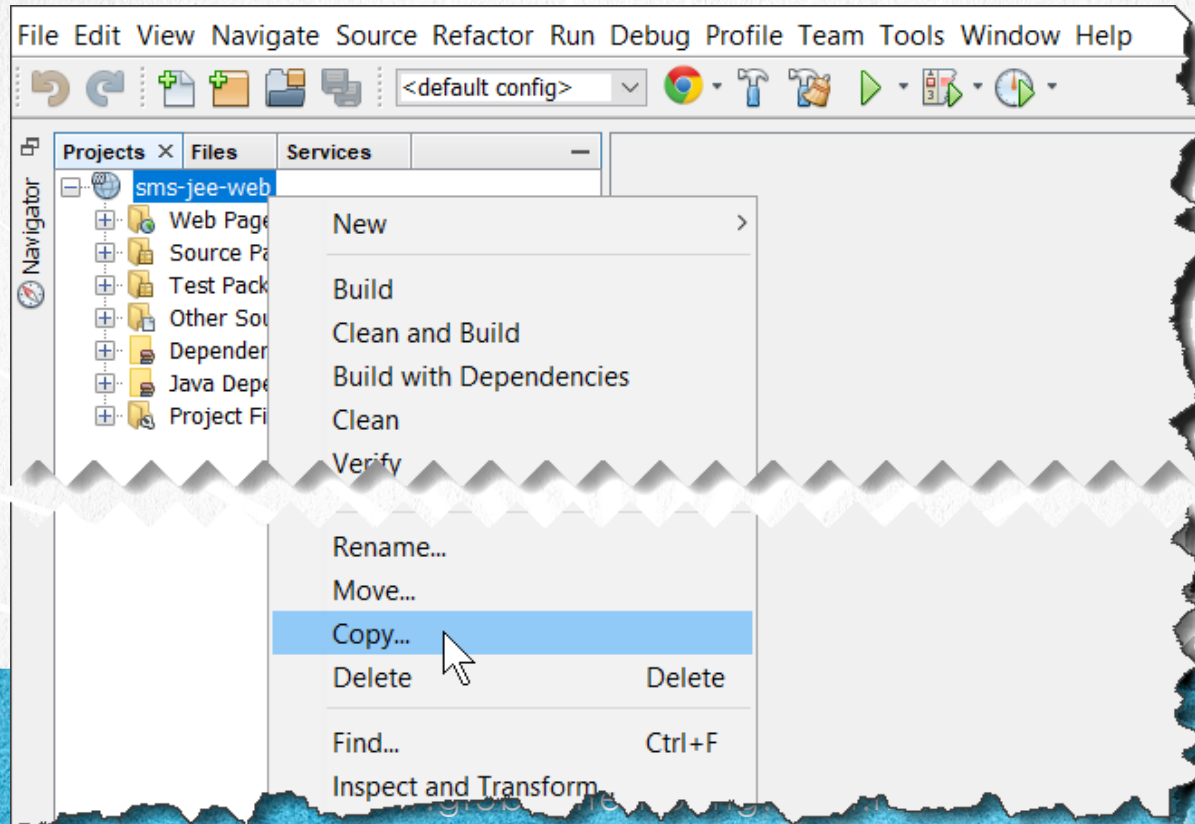 File Edit View Navigate Source Refactor Run Debug Profile Team Tools Window Help
<default config>
Projects Files Services
Navigator
sms-jee-web
Web Page
Source Pa
Test Pack
Other Sou
Depender
Java Depe
Project Fi
New
Build
Clean and Build
Build with Dependencies
Clean
Verify
Rename...
Move...
Copy...
Delete Delete
Find... Ctrl+F
Inspect and Transform